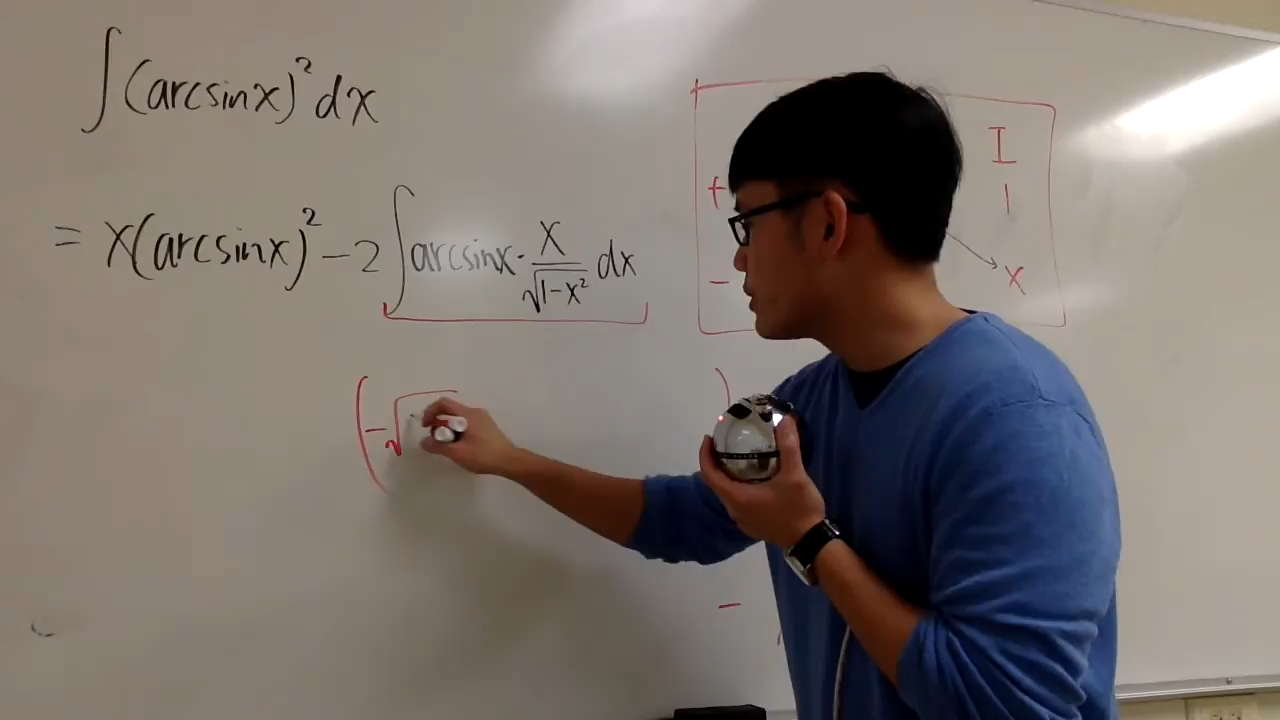 ∫(arcsinx)² dx
= x(arcsinx)² - 2 ∫ arcsinx · x/√(1-x²) dx
I
+ 1
- x
(-√ )
-